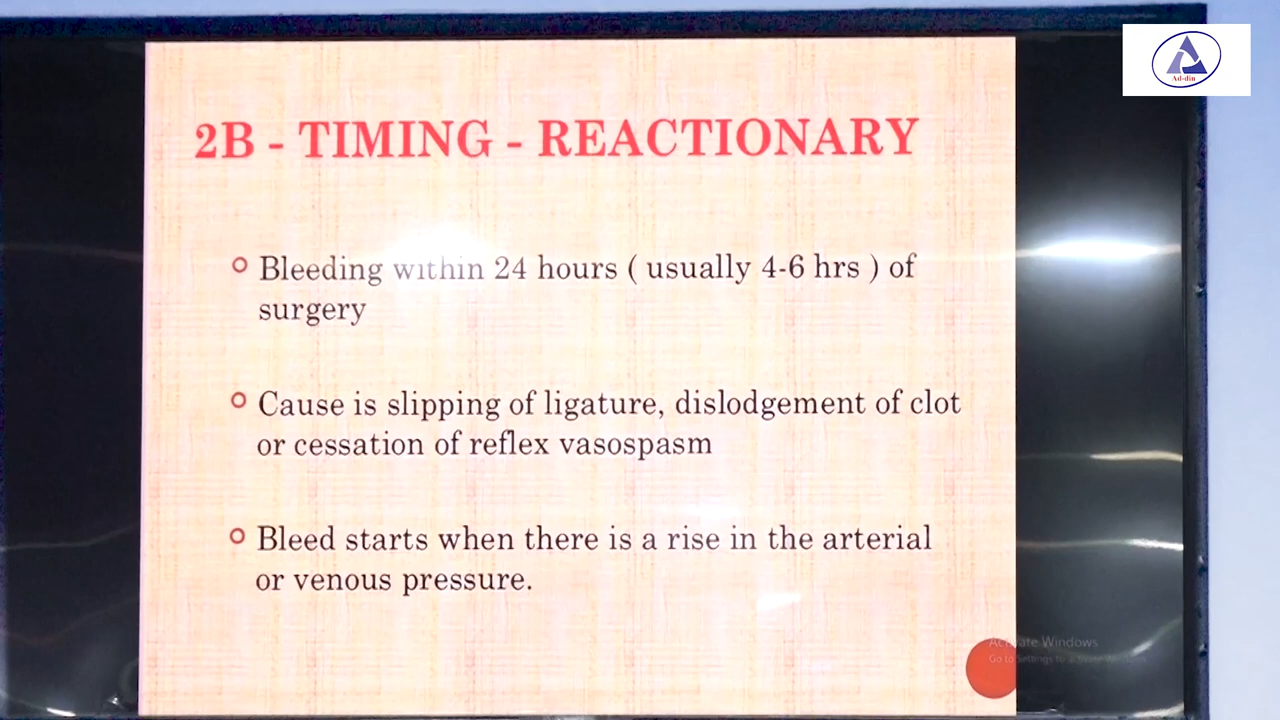 Ad-din
2B - TIMING - REACTIONARY
Bleeding within 24 hours ( usually 4-6 hrs ) of
surgery
Cause is slipping of ligature, dislodgement of clot
or cessation of reflex vasospasm
Bleed starts when there is a rise in the arterial
or venous pressure.
Activate Windows
Go to Settings to activate Windows.